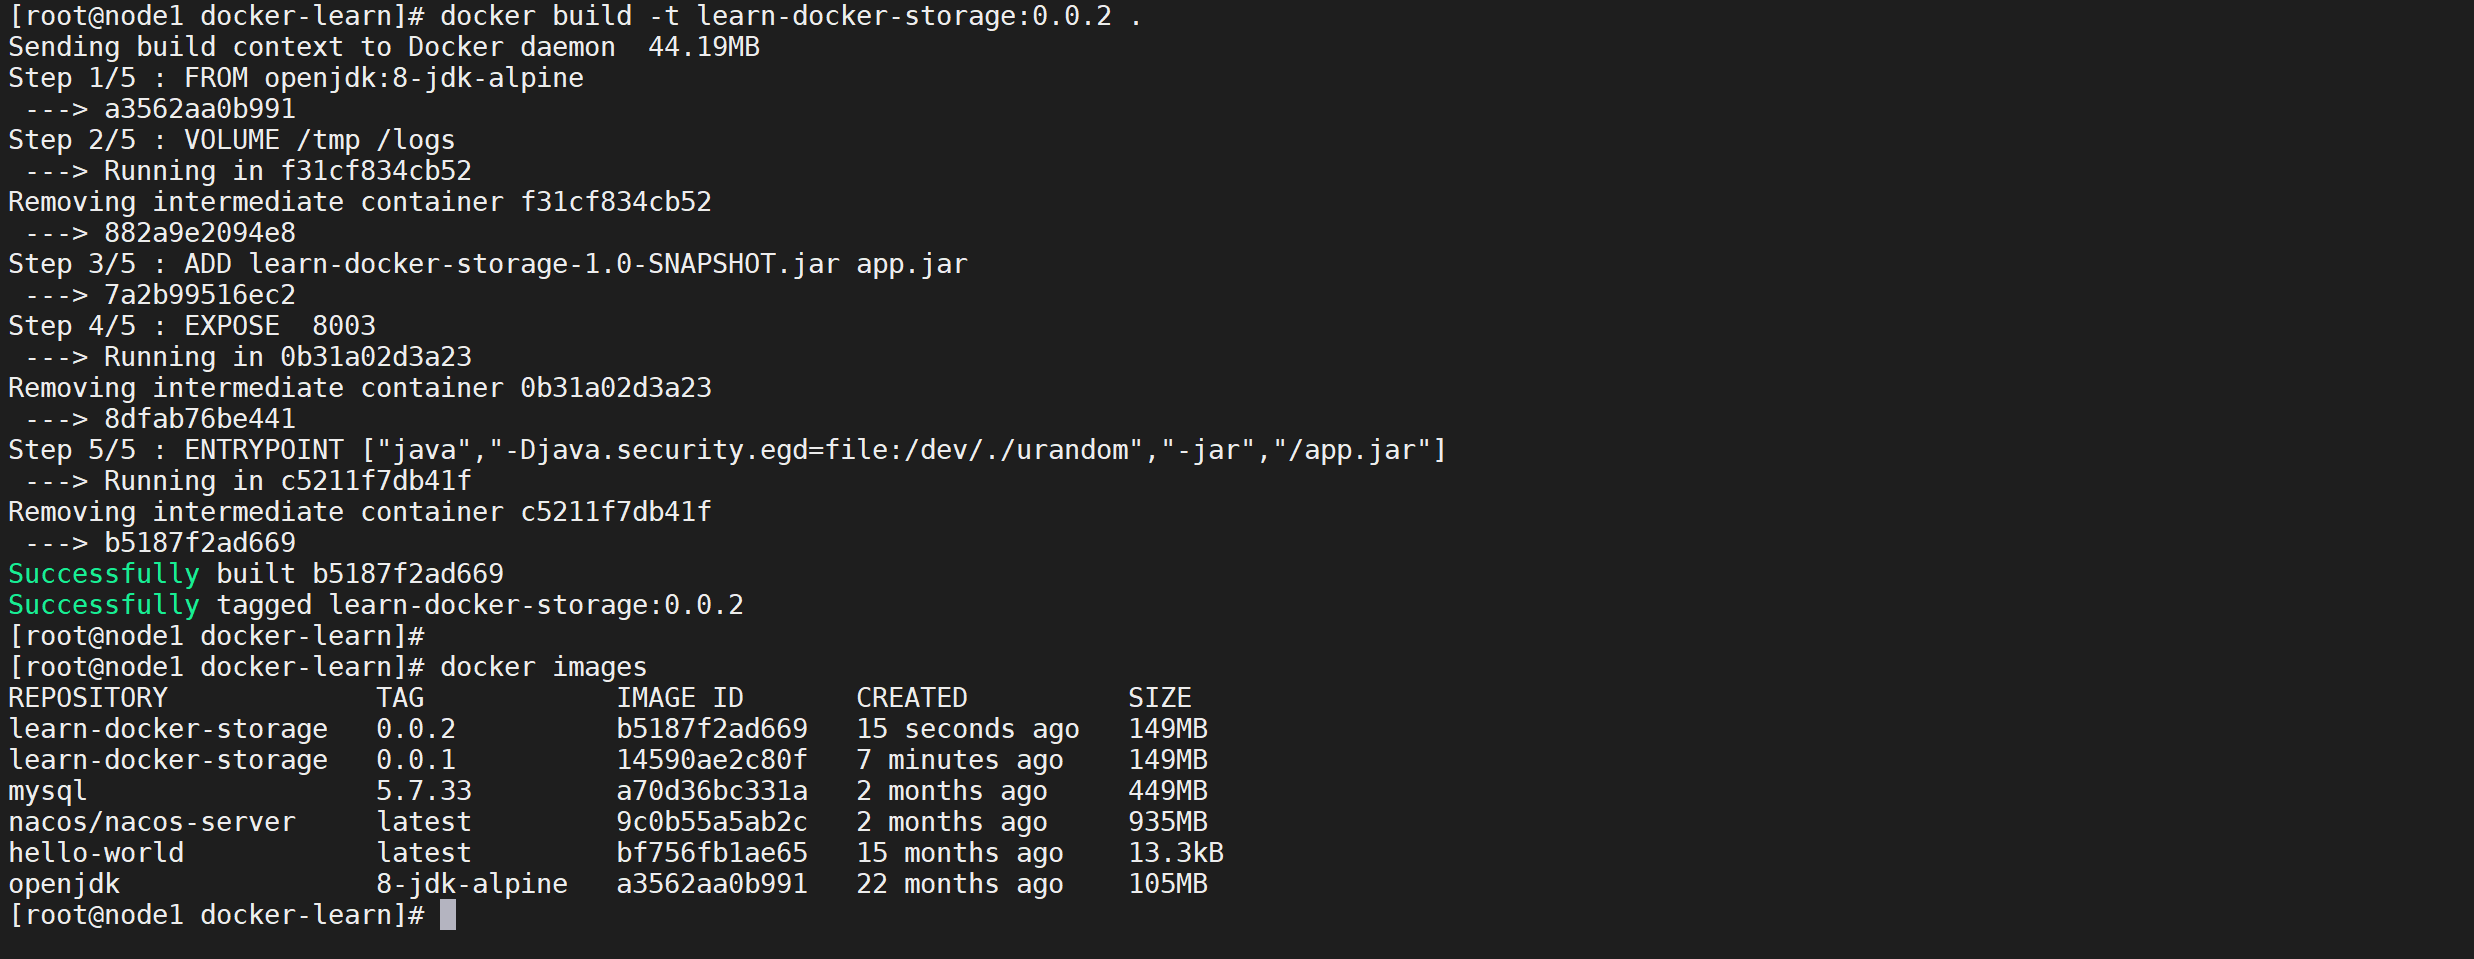 [root@node1 docker-learn]# docker build -t learn-docker-storage:0.0.2 .
Sending build context to Docker daemon  44.19MB
Step 1/5 : FROM openjdk:8-jdk-alpine
 ---> a3562aa0b991
Step 2/5 : VOLUME /tmp /logs
 ---> Running in f31cf834cb52
Removing intermediate container f31cf834cb52
 ---> 882a9e2094e8
Step 3/5 : ADD learn-docker-storage-1.0-SNAPSHOT.jar app.jar
 ---> 7a2b99516ec2
Step 4/5 : EXPOSE  8003
 ---> Running in 0b31a02d3a23
Removing intermediate container 0b31a02d3a23
 ---> 8dfab76be441
Step 5/5 : ENTRYPOINT ["java","-Djava.security.egd=file:/dev/./urandom","-jar","/app.jar"]
 ---> Running in c5211f7db41f
Removing intermediate container c5211f7db41f
 ---> b5187f2ad669
Successfully built b5187f2ad669
Successfully tagged learn-docker-storage:0.0.2
[root@node1 docker-learn]#
[root@node1 docker-learn]# docker images
REPOSITORY             TAG            IMAGE ID       CREATED          SIZE
learn-docker-storage   0.0.2          b5187f2ad669   15 seconds ago   149MB
learn-docker-storage   0.0.1          14590ae2c80f   7 minutes ago    149MB
mysql                  5.7.33         a70d36bc331a   2 months ago     449MB
nacos/nacos-server     latest         9c0b55a5ab2c   2 months ago     935MB
hello-world            latest         bf756fb1ae65   15 months ago    13.3kB
openjdk                8-jdk-alpine   a3562aa0b991   22 months ago    105MB
[root@node1 docker-learn]#